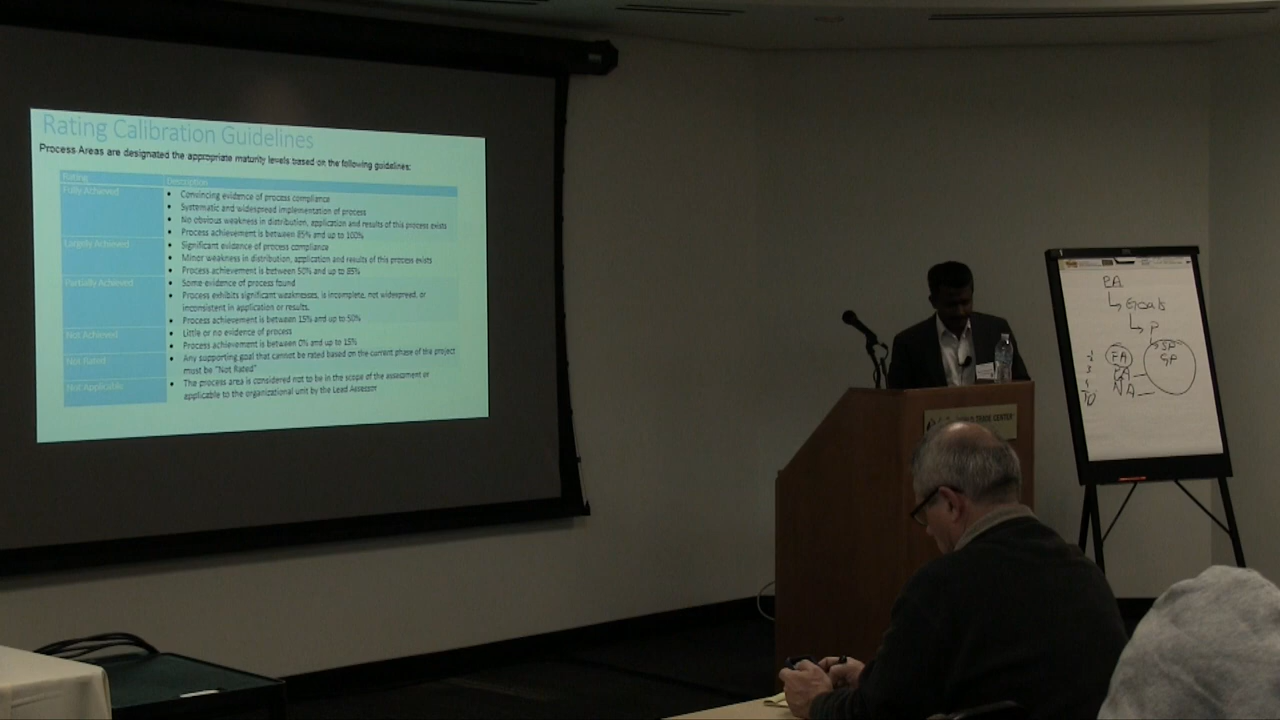 Rating Calibration Guidelines
Process Areas are designated the appropriate maturity levels based on the following guidelines:
Rating Description
Fully Achieved
• Convincing evidence of process compliance
• Systematic and widespread implementation of process
• No obvious weakness in distribution, application and results of this process exists
• Process achievement is between 85% and up to 100%
Largely Achieved
• Significant evidence of process compliance
• Minor weakness in distribution, application and results of this process exists
• Process achievement is between 50% and up to 85%
Partially Achieved
• Some evidence of process found
• Process exhibits significant weaknesses, is incomplete, not widespread, or
inconsistent in application or results.
• Process achievement is between 15% and up to 50%
Not Achieved
• Little or no evidence of process
• Process achievement is between 0% and up to 15%
Not Rated
• Any supporting goal that cannot be rated based on the current phase of the project
must be "Not Rated"
Not Applicable
• The process area is considered not to be in the scope of the assessment or
applicable to the organizational unit by the Lead Assessor
TRADE CENTER
PA
Goals
P
SP
GP
FA
PA
NA